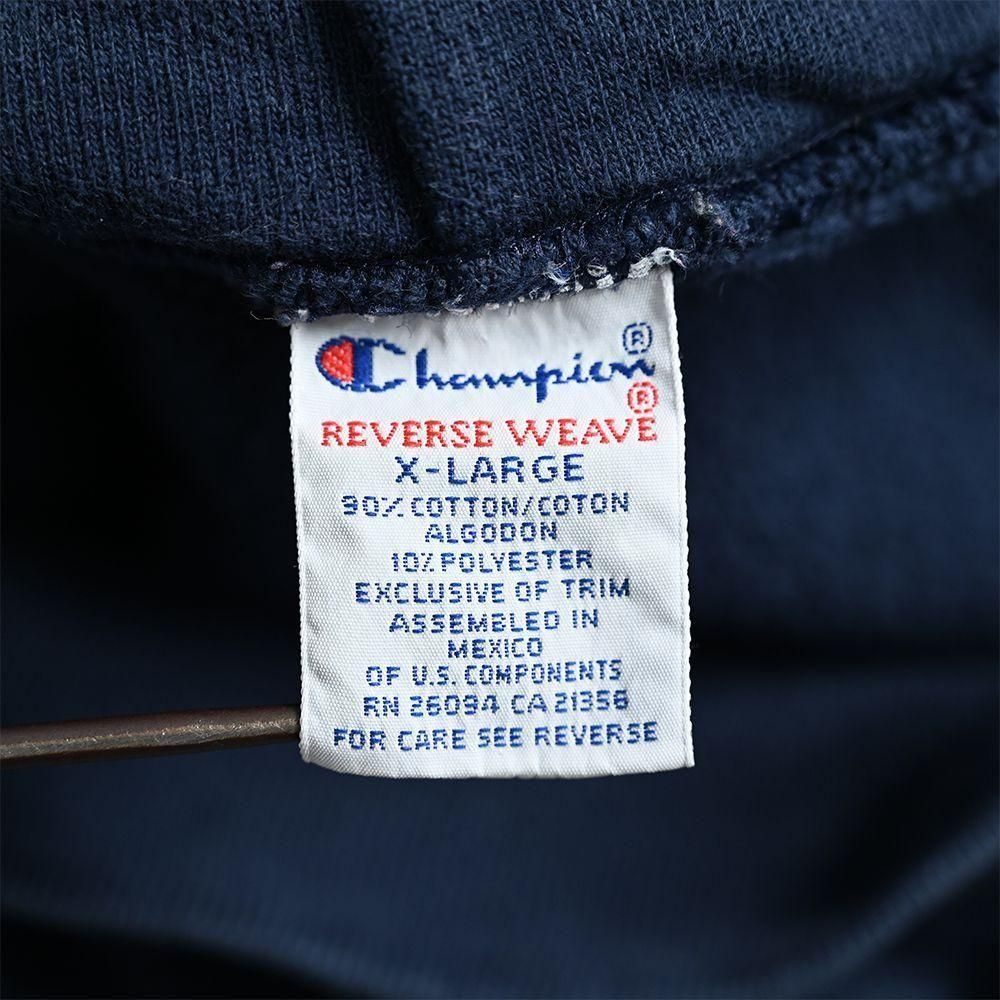 Champion®
REVERSE WEAVE®
X-LARGE
90% COTTON/COTON
ALGODON
10% POLYESTER
EXCLUSIVE OF TRIM
ASSEMBLED IN
MEXICO
OF U.S. COMPONENTS
RN 26094 CA 21356
FOR CARE SEE REVERSE